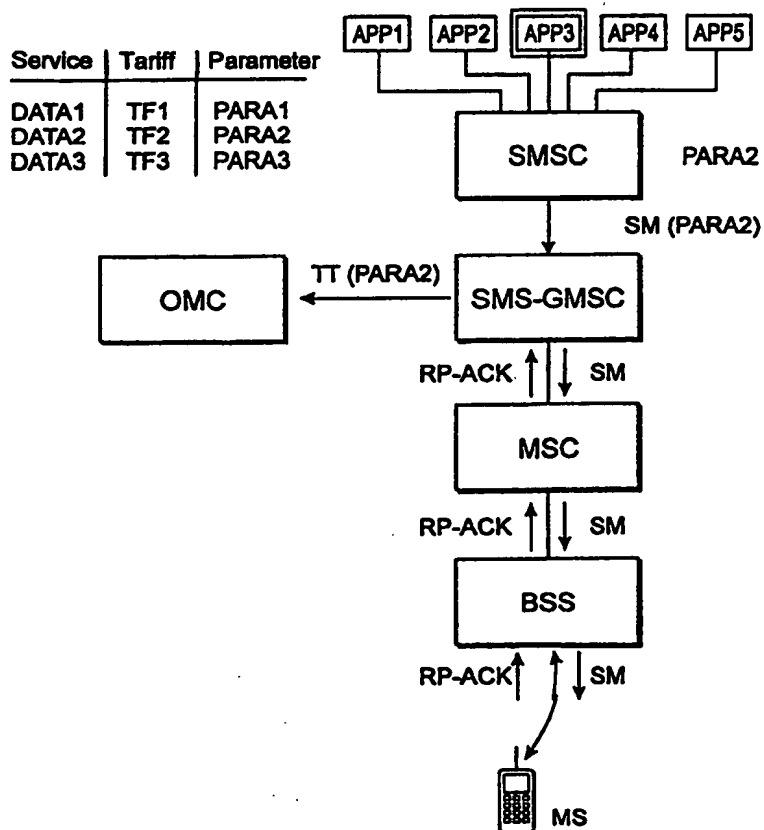 APP1 APP2 APP3 APP4 APP5
Service Tariff Parameter
DATA1 TF1 PARA1
DATA2 TF2 PARA2
DATA3 TF3 PARA3
SMSC PARA2
SM (PARA2)
OMC TT (PARA2) SMS-GMSC
RP-ACK SM
MSC
RP-ACK SM
BSS
RP-ACK SM
MS